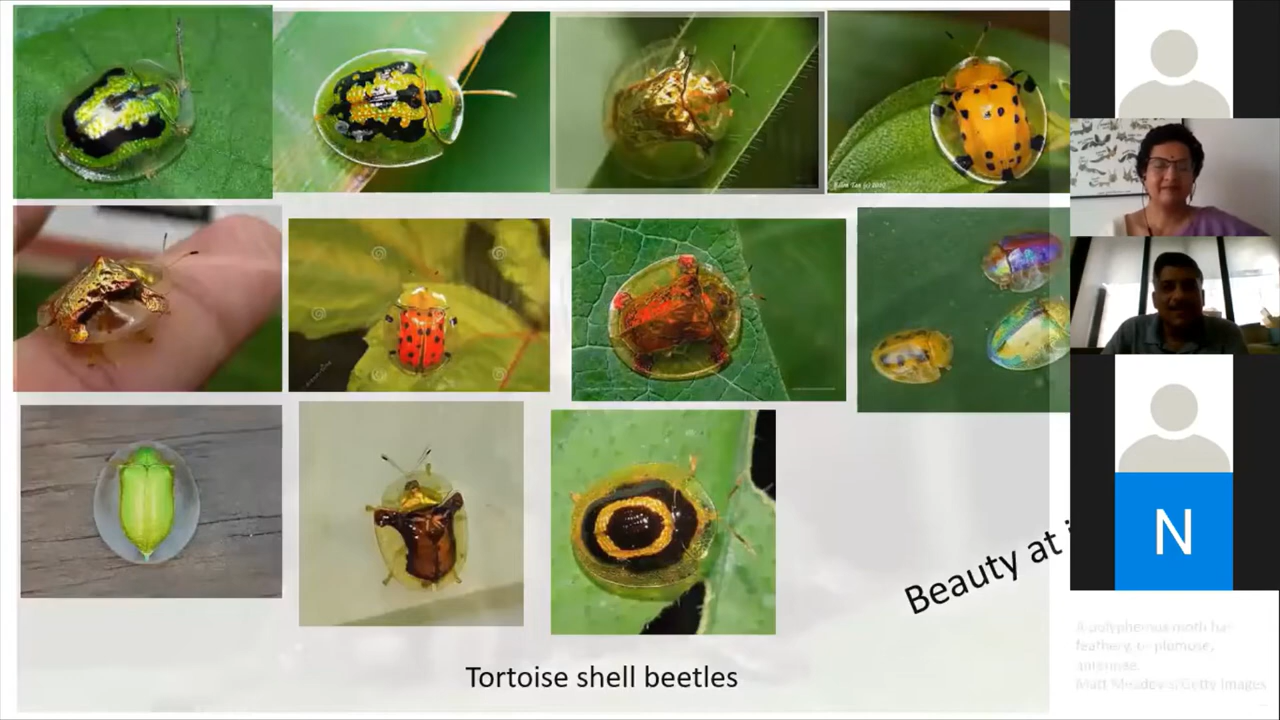 N
Beauty at
Tortoise shell beetles
A polyphemus moth has
feathery, or plumose,
antennae.
Matt Meadows/Getty Images